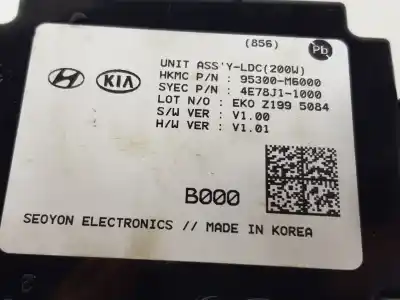 (856)
Pb
KIA
UNIT ASS'Y-LDC(200W)
HKMC P/N : 95300-M6000
SYEC P/N : 4E78J1-1000
LOT N/O : EKO Z199 5084
S/W VER : V1.00
H/W VER : V1.01
B000
SEOYON ELECTRONICS // MADE IN KOREA